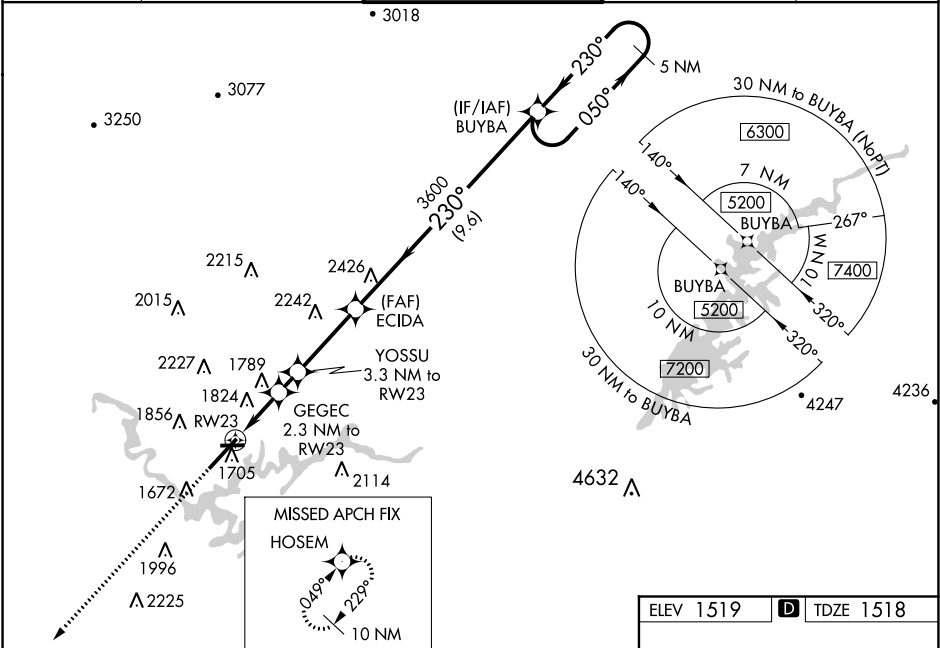 3018
3077
3250
230°
5 NM
050°
(IF/IAF)
BUYBA
3600
230°
(9.6)
30 NM to BUYBA (NoPT)
6300
140°
7 NM
5200
BUYBA
267°
10 NM
7400
320°
140°
BUYBA
5200
10 NM
320°
7200
30 NM to BUYBA
2215
2426
2015
2242
(FAF)
ECIDA
2227
1789
YOSSU
3.3 NM to
RW23
1824
1856
RW23
GEGEC
2.3 NM to
RW23
4247
4236
1705
2114
1672
4632
1996
2225
MISSED APCH FIX
HOSEM
049°
229°
10 NM
ELEV 1519 D TDZE 1518